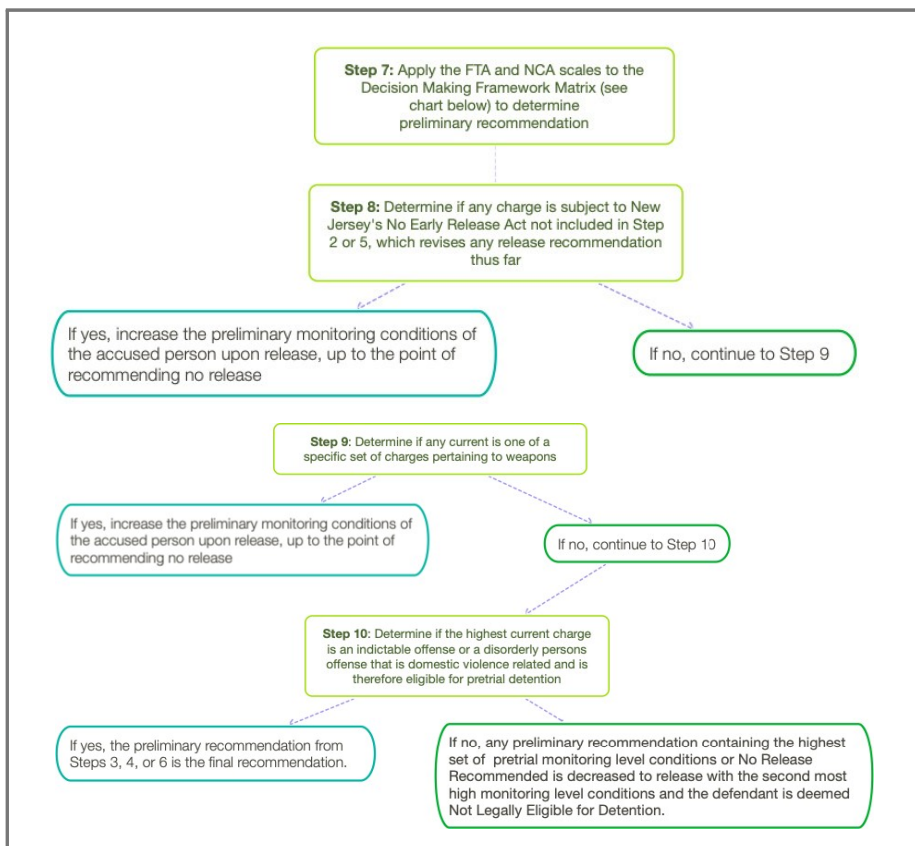 Step 7: Apply the FTA and NCA scales to the
Decision Making Framework Matrix (see
chart below) to determine
preliminary recommendation
Step 8: Determine if any charge is subject to New
Jersey's No Early Release Act not included in Step
2 or 5, which revises any release recommendation
thus far
If yes, increase the preliminary monitoring conditions of
the accused person upon release, up to the point of
recommending no release
If no, continue to Step 9
Step 9: Determine if any current is one of a
specific set of charges pertaining to weapons
If yes, increase the preliminary monitoring conditions of
the accused person upon release, up to the point of
recommending no release
If no, continue to Step 10
Step 10: Determine if the highest current charge
is an indictable offense or a disorderly persons
offense that is domestic violence related and is
therefore eligible for pretrial detention
If yes, the preliminary recommendation from
Steps 3, 4, or 6 is the final recommendation.
If no, any preliminary recommendation containing the highest
set of pretrial monitoring level conditions or No Release
Recommended is decreased to release with the second most
high monitoring level conditions and the defendant is deemed
Not Legally Eligible for Detention.